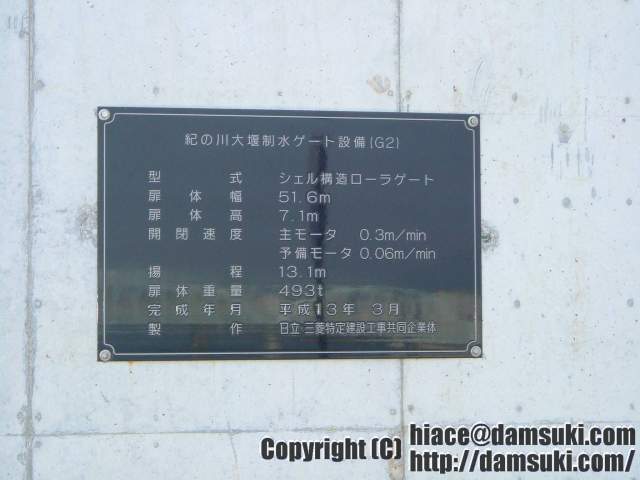 紀の川大堰制水ゲート設備(G2)
型式 シェル構造ローラゲート
扉体幅 51.6m
扉体高 7.1m
開閉速度 主モータ 0.3m/min
予備モータ 0.06m/min
揚程 13.1m
扉体重量 493t
完成年月 平成13年 3月
製作 日立・三菱特定建設工事共同企業体
Copyright (C) hiace@damsuki.com
http://damsuki.com/